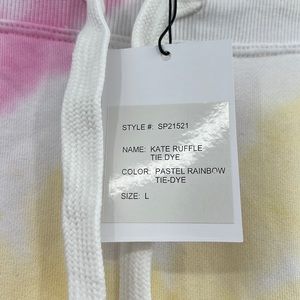 STYLE #: SP21521
NAME: KATE RUFFLE
TIE DYE
COLOR: PASTEL RAINBOW
TIE-DYE
SIZE: L